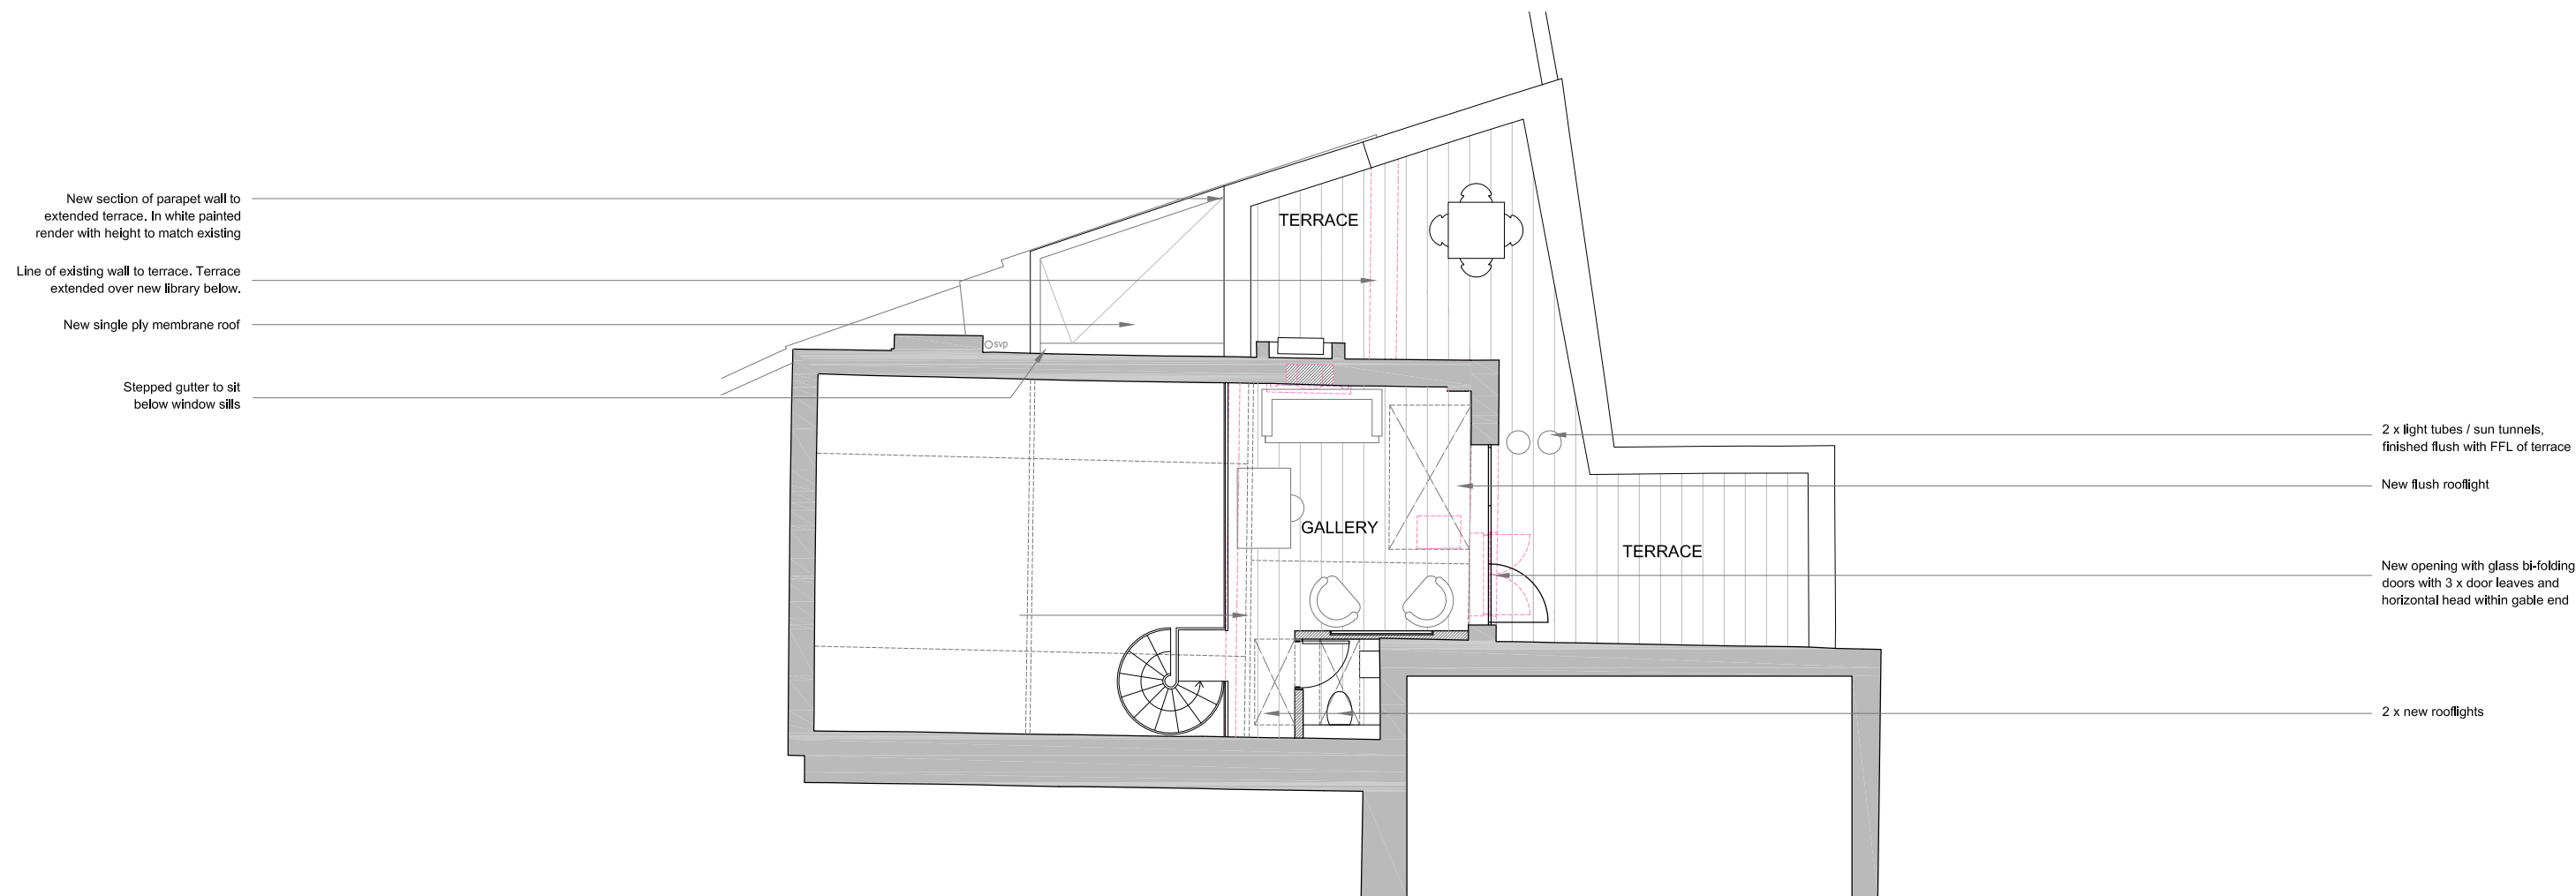 New section of parapet wall to
extended terrace. In white painted
render with height to match existing
Line of existing wall to terrace. Terrace
extended over new library below.
New single ply membrane roof
Stepped gutter to sit
below window sills
svp
TERRACE
GALLERY
TERRACE
2 x light tubes / sun tunnels,
finished flush with FFL of terrace
New flush rooflight
New opening with glass bi-folding
doors with 3 x door leaves and
horizontal head within gable end
2 x new rooflights